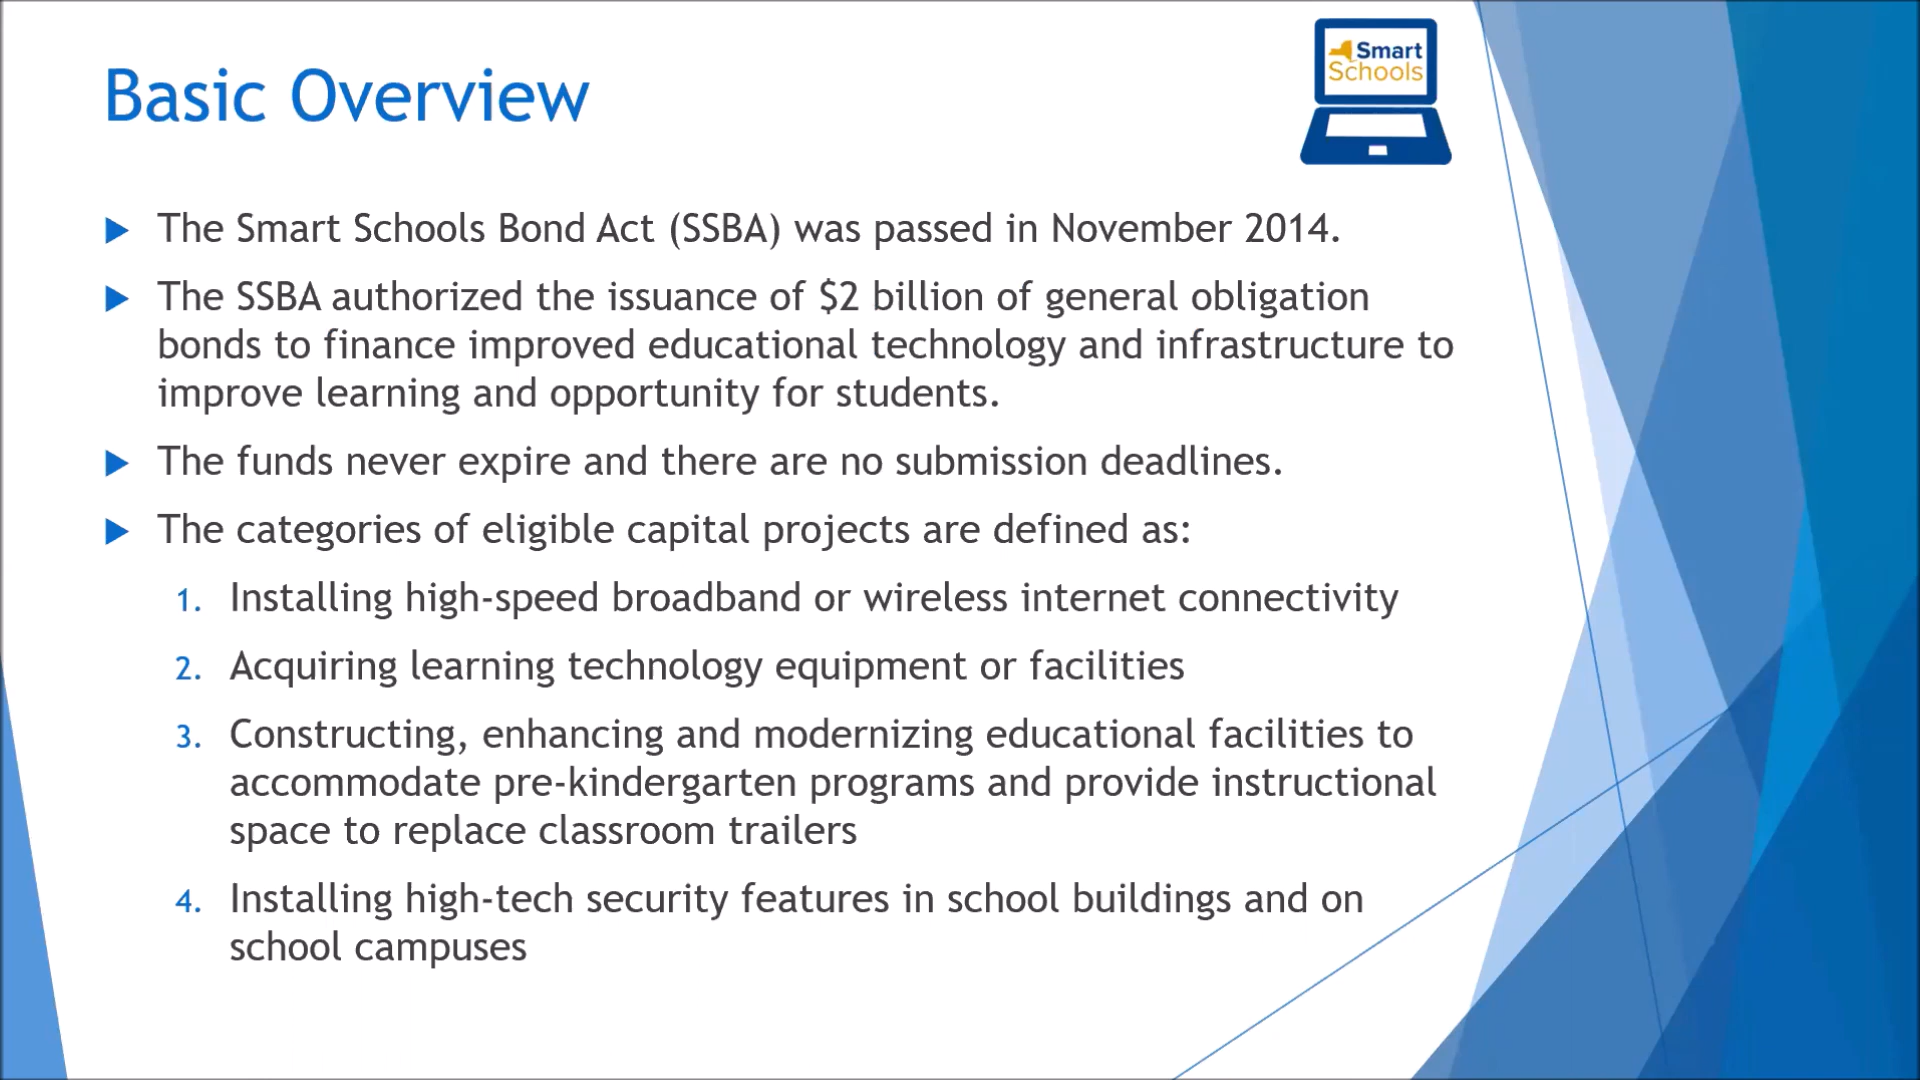 Smart
Schools
Basic Overview
The Smart Schools Bond Act (SSBA) was passed in November 2014.
The SSBA authorized the issuance of $2 billion of general obligation
bonds to finance improved educational technology and infrastructure to
improve learning and opportunity for students.
The funds never expire and there are no submission deadlines.
The categories of eligible capital projects are defined as:
1. Installing high-speed broadband or wireless internet connectivity
2. Acquiring learning technology equipment or facilities
3. Constructing, enhancing and modernizing educational facilities to
accommodate pre-kindergarten programs and provide instructional
space to replace classroom trailers
4. Installing high-tech security features in school buildings and on
school campuses